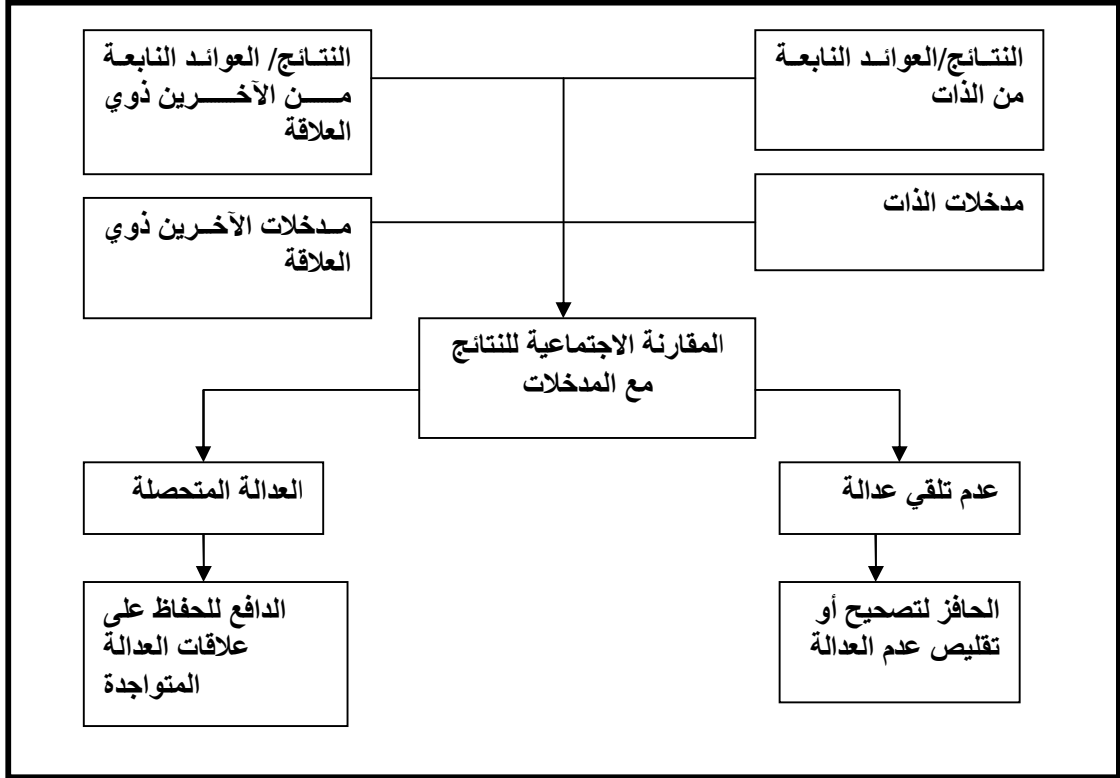 النتائج/العوائد النابعة
من الذات
النتائج/ العوائد النابعة
من الآخرين ذوي
العلاقة
مدخلات الذات
مدخلات الآخرين ذوي
العلاقة
المقارنة الاجتماعية للنتائج
مع المدخلات
عدم تلقي عدالة
العدالة المتحصلة
الحافز لتصحيح أو
تقليص عدم العدالة
الدافع للحفاظ على
علاقات العدالة
المتواجدة